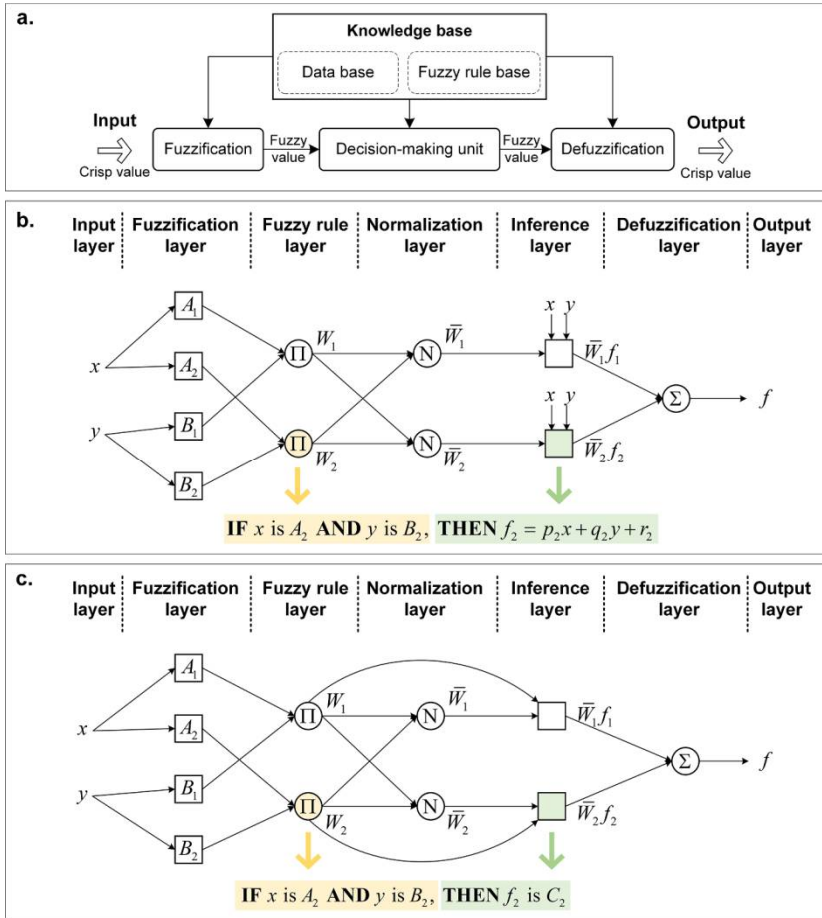 a.
Knowledge base
Data base
Fuzzy rule base
Input
Output
Fuzzification
Fuzzy value
Decision-making unit
Fuzzy value
Defuzzification
Crisp value
Crisp value
b.
Input layer
Fuzzification layer
Fuzzy rule layer
Normalization layer
Inference layer
Defuzzification layer
Output layer
x y
A₁
W₁ W̅₁ W̅₁f₁
Π N
x A₂
x y
Σ f
y B₁
Π N
W₂ W̅₂ W̅₂f₂
B₂
IF x is A₂ AND y is B₂, THEN f₂ = p₂x + q₂y + r₂
c.
Input layer
Fuzzification layer
Fuzzy rule layer
Normalization layer
Inference layer
Defuzzification layer
Output layer
A₁
W₁ W̅₁ W̅₁f₁
Π N
x A₂
Σ f
y B₁
Π N
W₂ W̅₂ W̅₂f₂
B₂
IF x is A₂ AND y is B₂, THEN f₂ is C₂